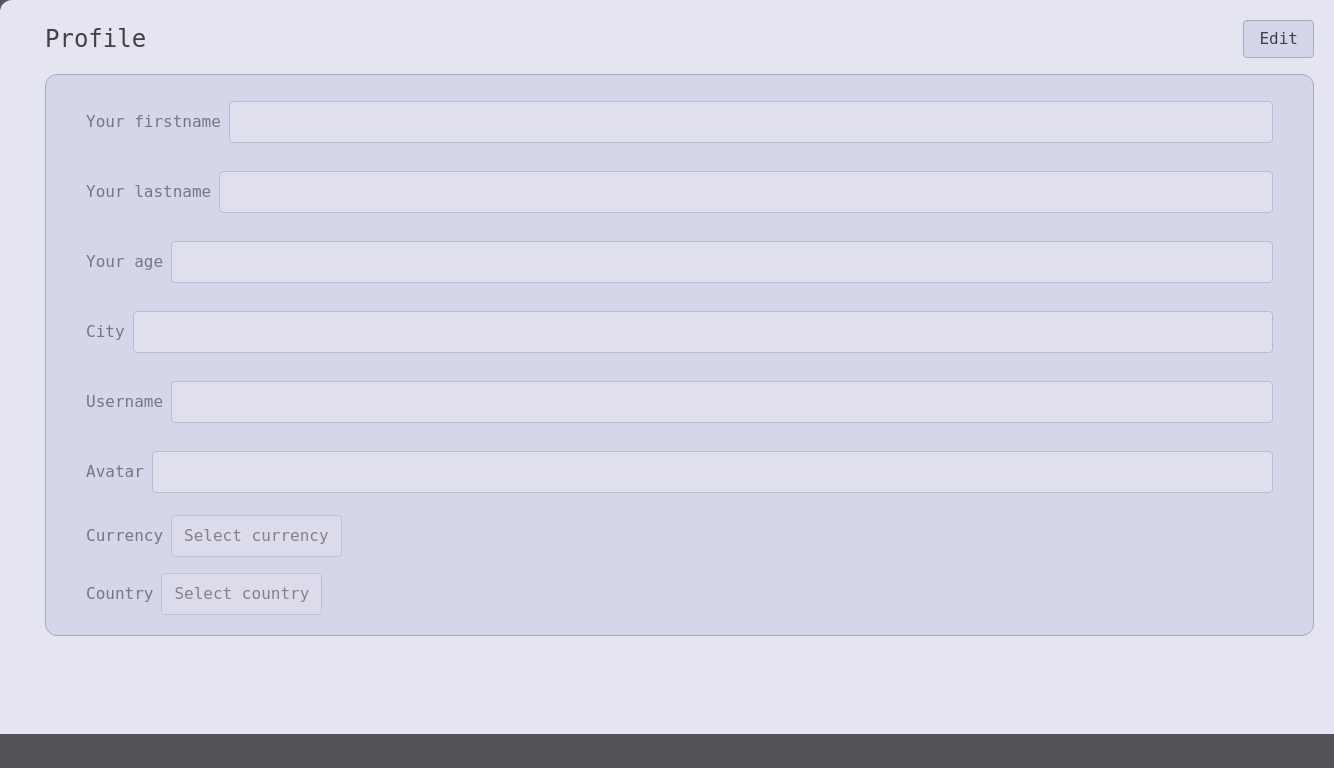 Profile
Edit
Your firstname
Your lastname
Your age
City
Username
Avatar
Currency Select currency
Country Select country